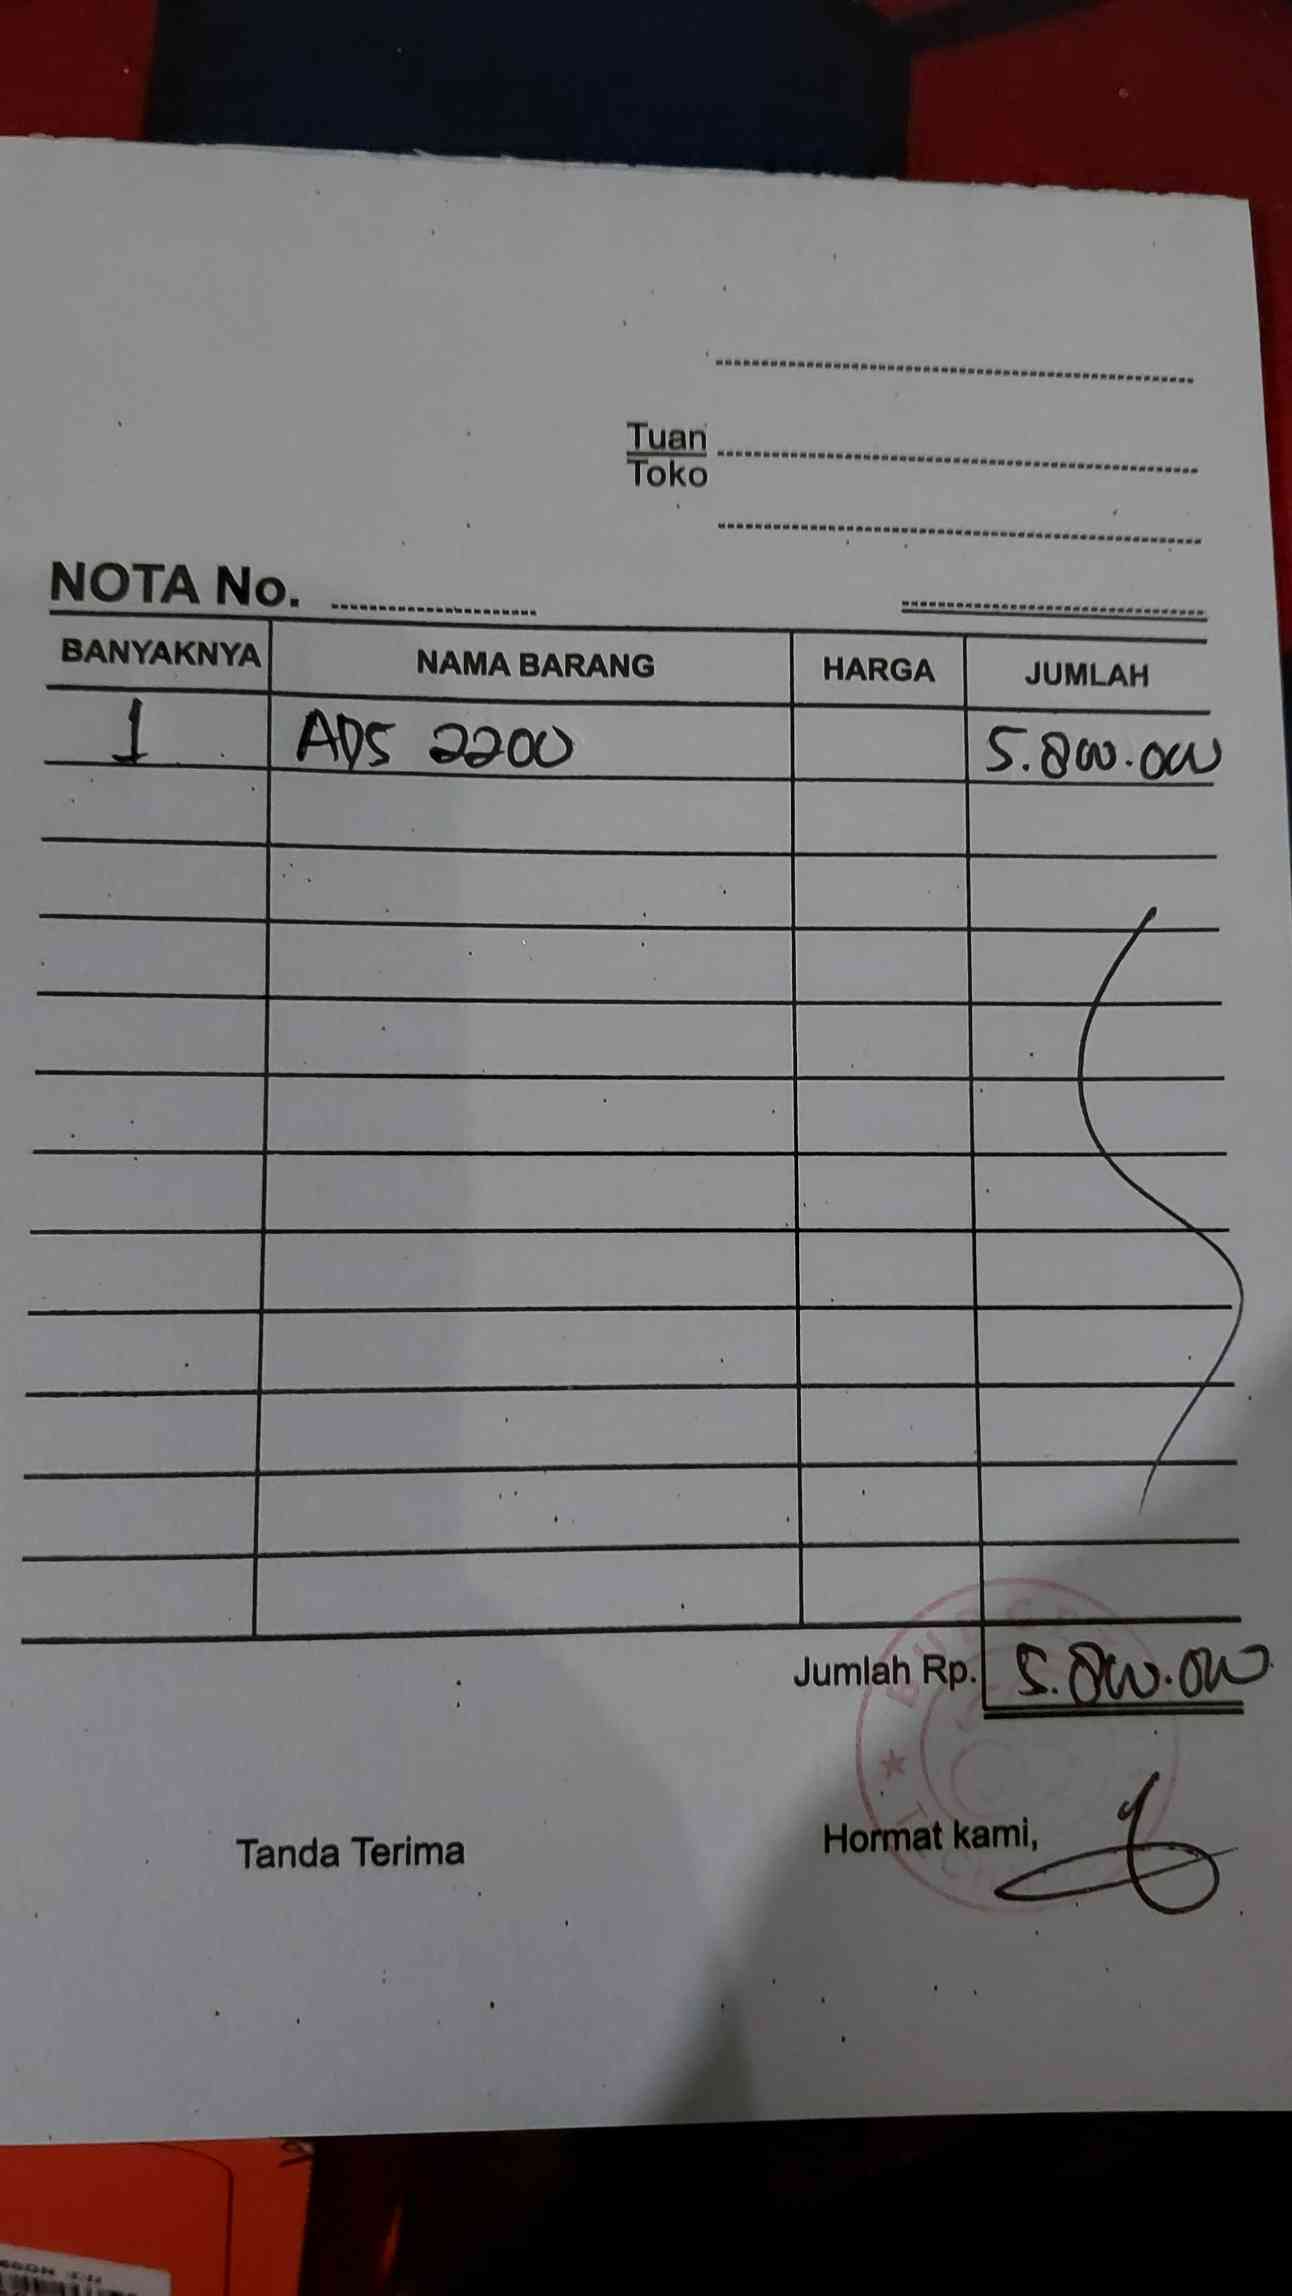 Tuan
Toko
NOTA No.
BANYAKNYA NAMA BARANG HARGA JUMLAH
1 ADS 2200 5.800.000
Jumlah Rp. 5.800.000
Tanda Terima Hormat kami,